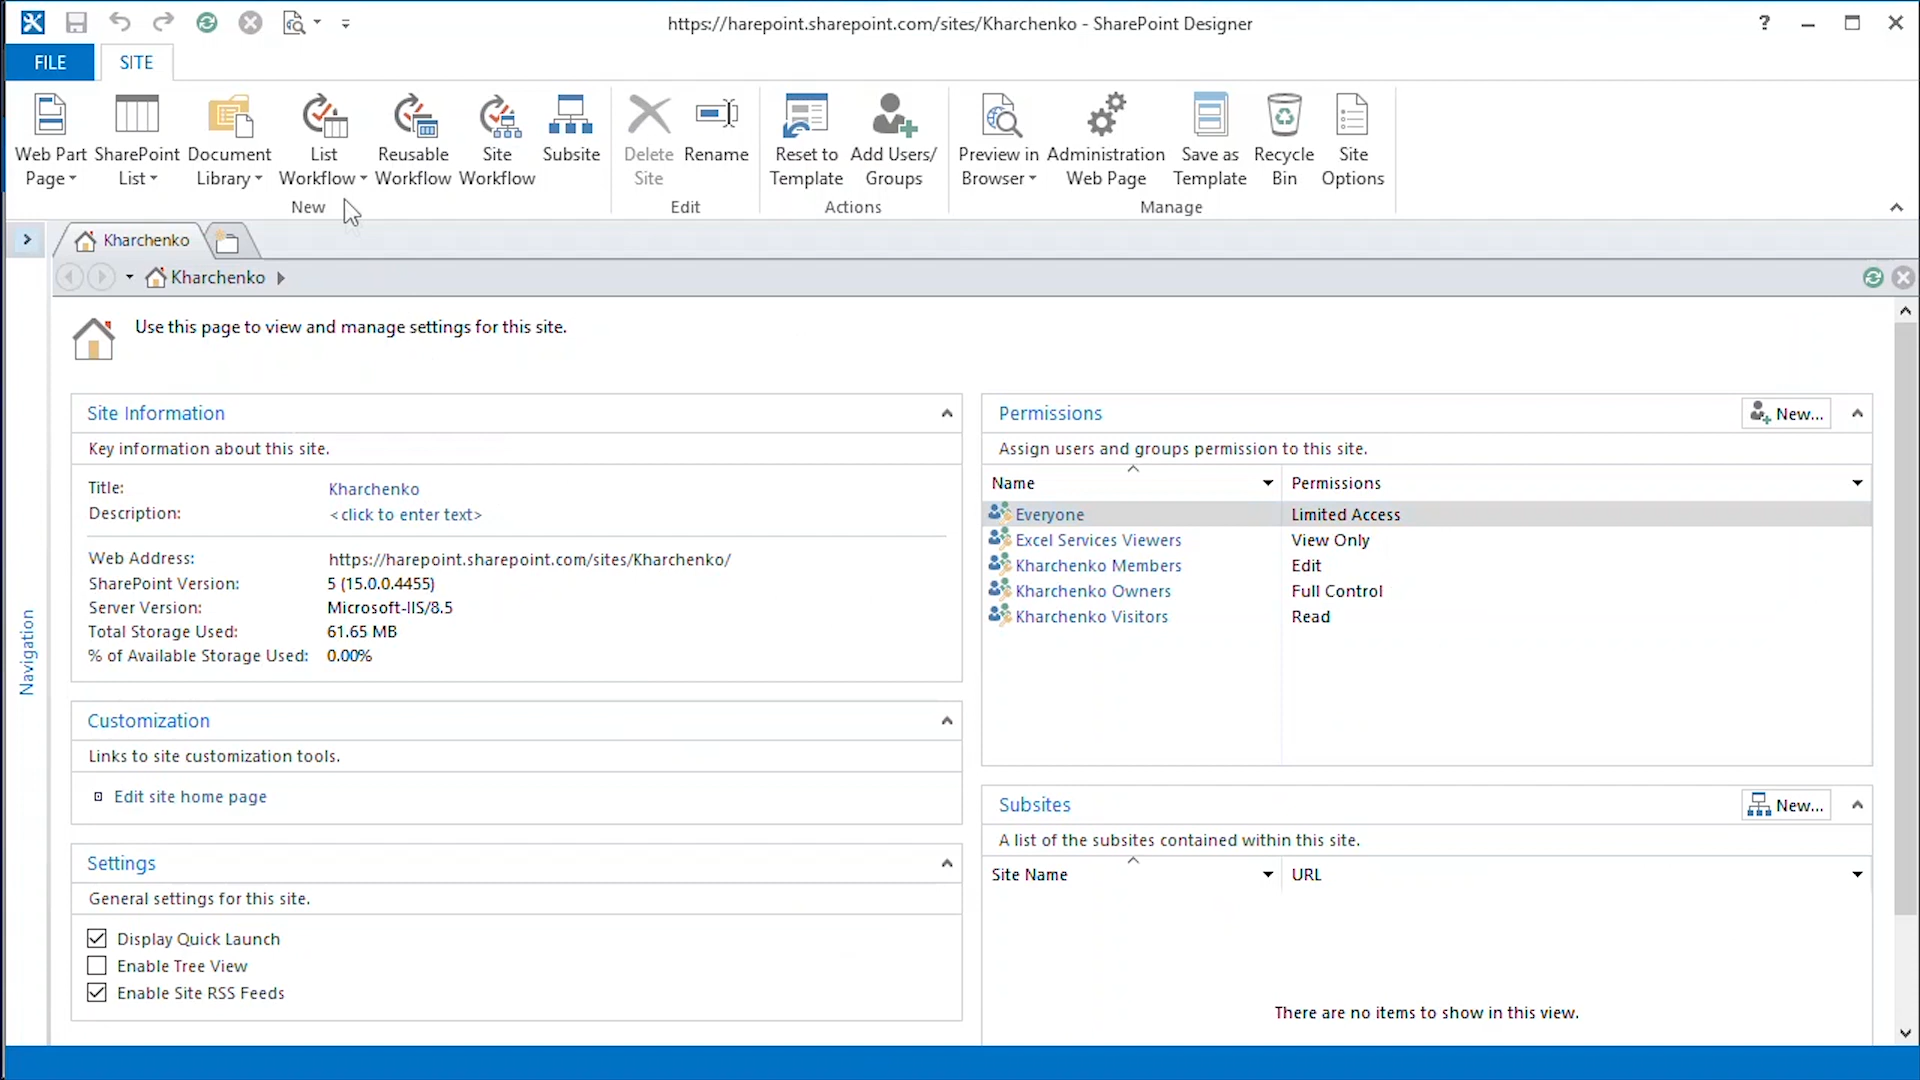 https://harepoint.sharepoint.com/sites/Kharchenko - SharePoint Designer
?
FILE
SITE
Web Part Page
SharePoint List
Document Library
List Workflow
Reusable Workflow
Site Workflow
Subsite
New
Delete Site
Rename
Edit
Reset to Template
Add Users/ Groups
Actions
Preview in Browser
Administration Web Page
Save as Template
Recycle Bin
Site Options
Manage
Kharchenko
Kharchenko
Navigation
Use this page to view and manage settings for this site.
Site Information
Key information about this site.
Title: Kharchenko
Description: <click to enter text>
Web Address: https://harepoint.sharepoint.com/sites/Kharchenko/
SharePoint Version: 5 (15.0.0.4455)
Server Version: Microsoft-IIS/8.5
Total Storage Used: 61.65 MB
% of Available Storage Used: 0.00%
Customization
Links to site customization tools.
Edit site home page
Settings
General settings for this site.
Display Quick Launch
Enable Tree View
Enable Site RSS Feeds
Permissions
New...
Assign users and groups permission to this site.
Name Permissions
Everyone Limited Access
Excel Services Viewers View Only
Kharchenko Members Edit
Kharchenko Owners Full Control
Kharchenko Visitors Read
Subsites
New...
A list of the subsites contained within this site.
Site Name URL
There are no items to show in this view.